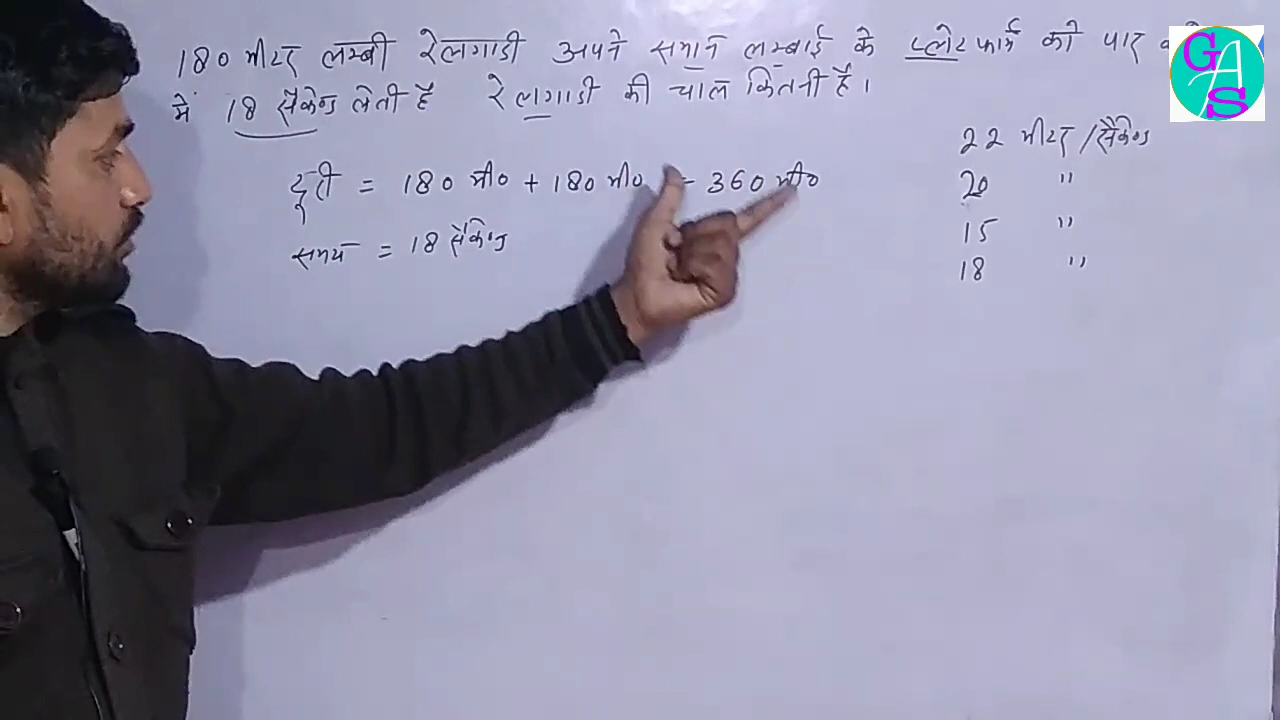 180 मीटर लम्बी रेलगाडी अपने समान लम्बाई के प्लेटफार्म को पार
मे 18 सैकेन्ड लेती है रेलगाडी की चाल कितनी है।
22 मीटर/सैकेन्ड
दूरी = 180 मी० + 180 मी० = 360 मी०
20 "
समय = 18 सैकेन्ड
15 "
18 "
GAS